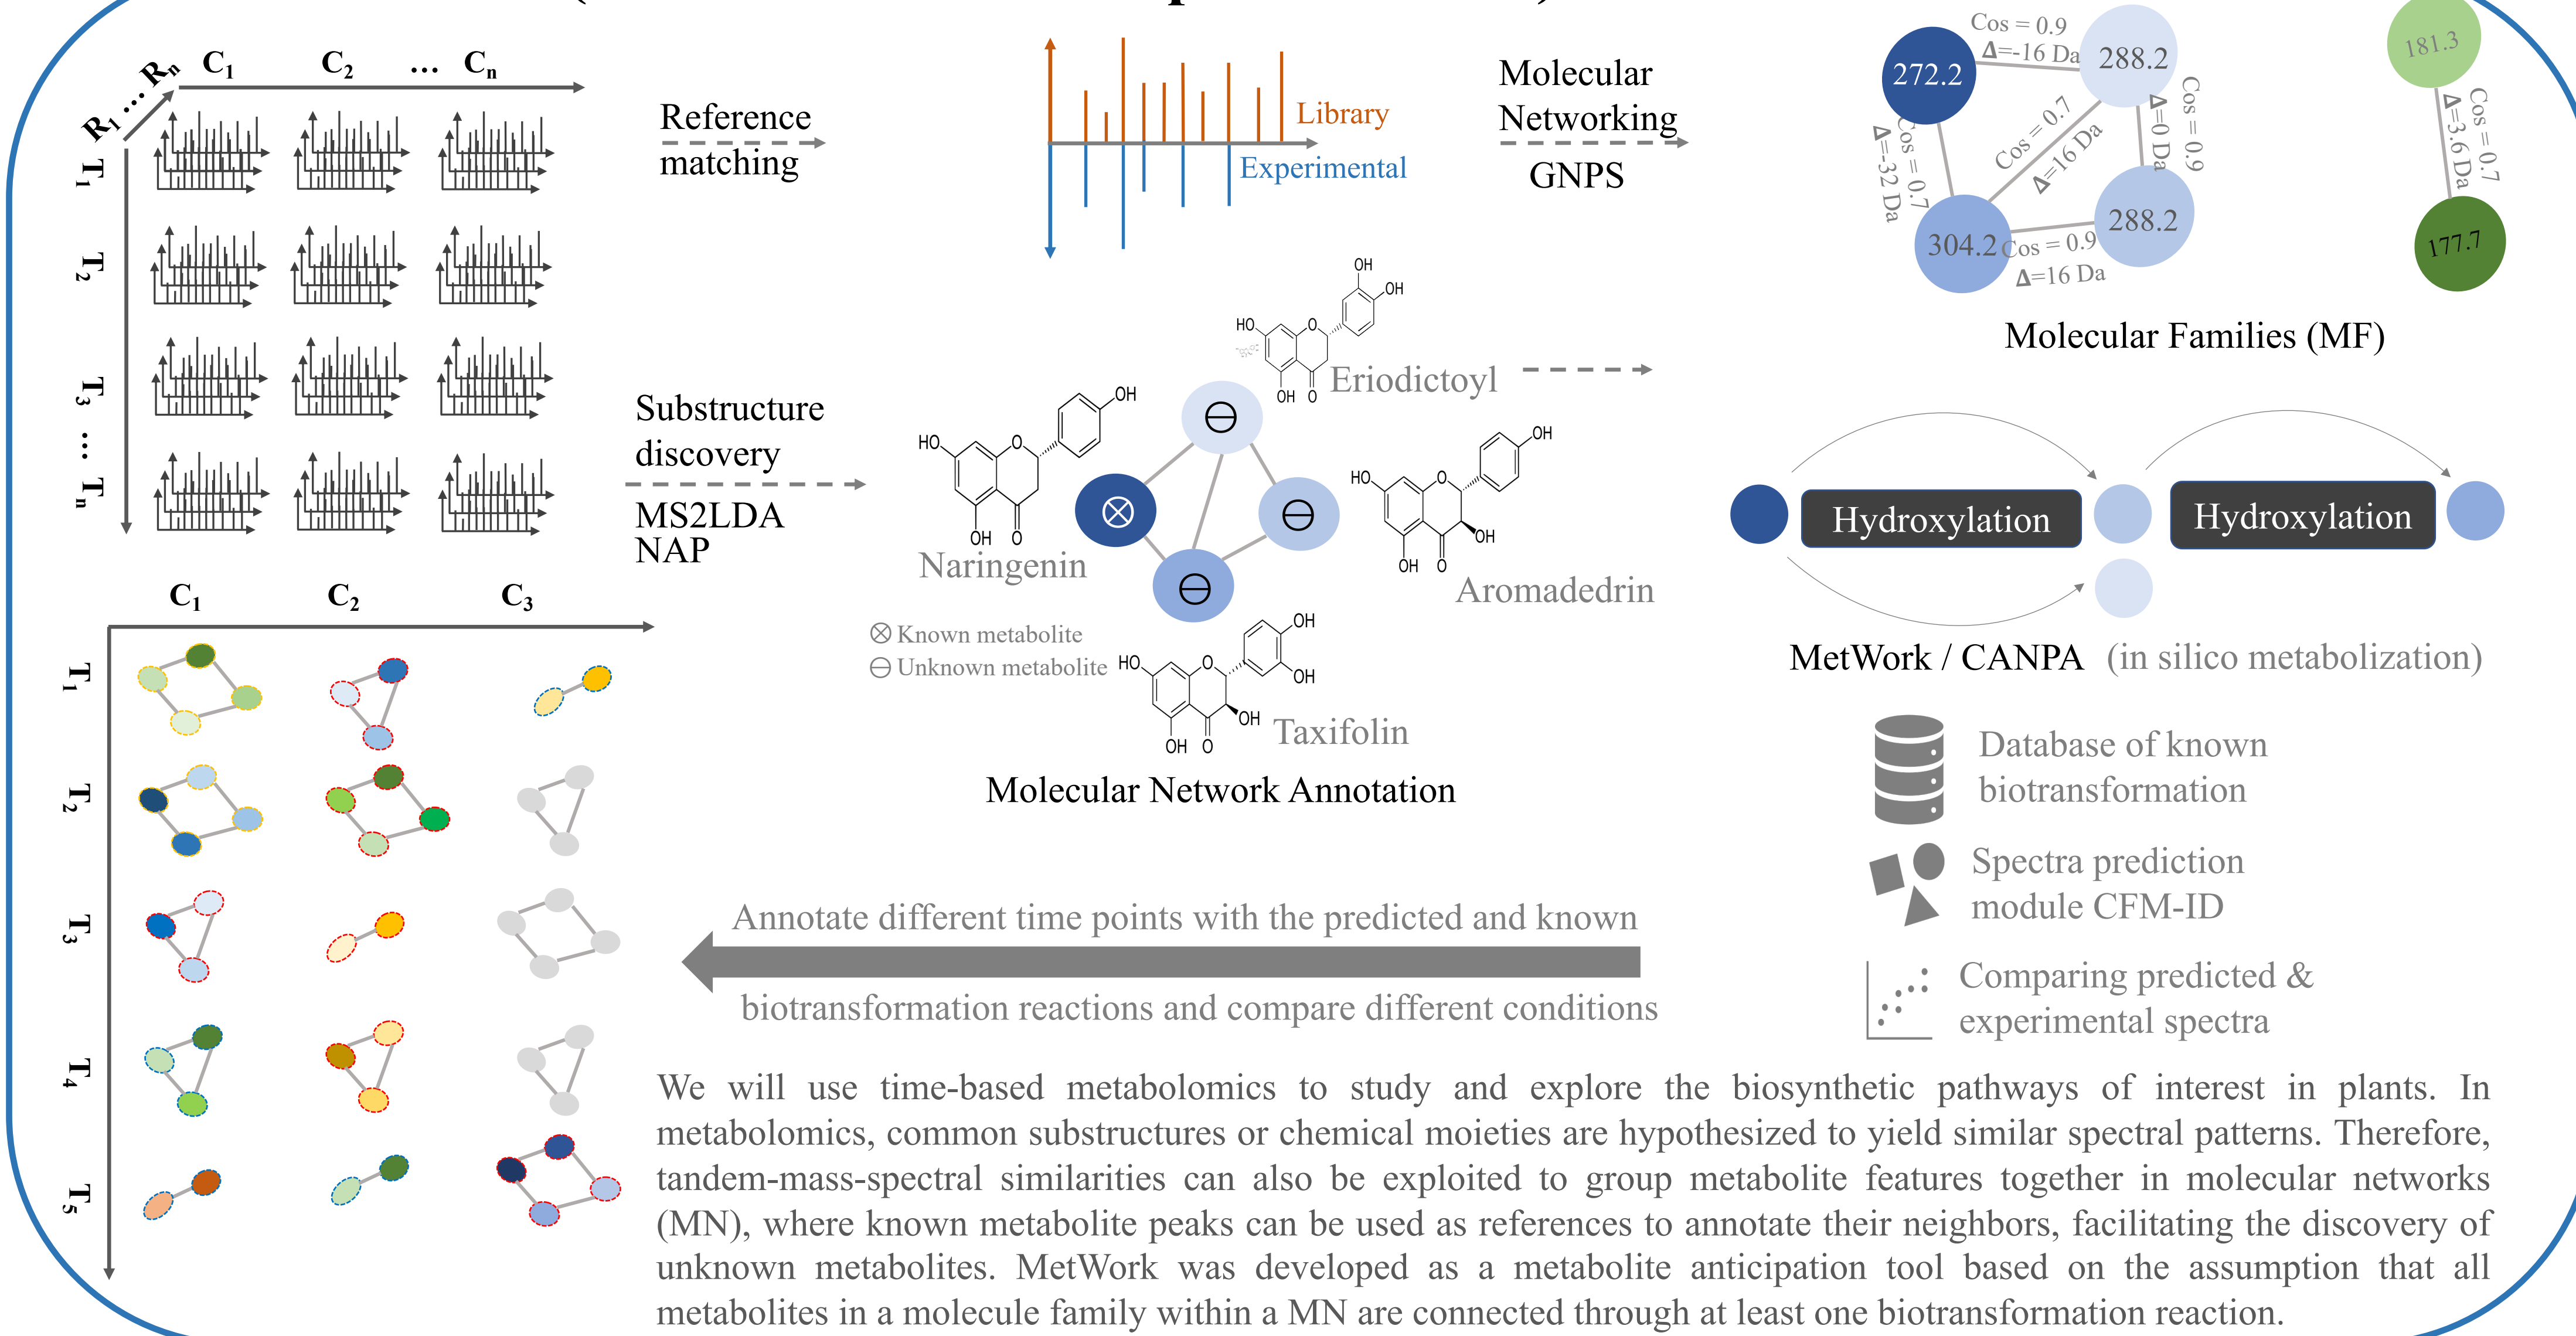 R1 ... Rn
C1 C2 ... Cn
T1
T2
T3
...
Tn
Reference
matching
Library
Experimental
Molecular
Networking
GNPS
272.2
288.2
304.2
288.2
Cos = 0.9
Δ=-16 Da
Cos = 0.7
Δ=-32 Da
Cos = 0.7
Δ=16 Da
Cos = 0.9
Δ=0 Da
Cos = 0.9
Δ=16 Da
181.3
Cos = 0.7
Δ=3.6 Da
177.7
Molecular Families (MF)
Substructure
discovery
MS2LDA
NAP
OH
OH
HO
O
OH
O
Eriodictoyl
OH
HO
O
OH
O
Naringenin
OH
HO
O
OH
OH
O
Aromadedrin
OH
OH
HO
O
OH
OH
O
Taxifolin
Known metabolite
Unknown metabolite
Molecular Network Annotation
Hydroxylation
Hydroxylation
MetWork / CANPA (in silico metabolization)
Database of known
biotransformation
Spectra prediction
module CFM-ID
Comparing predicted &
experimental spectra
Annotate different time points with the predicted and known
biotransformation reactions and compare different conditions
C1 C2 C3
T1
T2
T3
T4
T5
We will use time-based metabolomics to study and explore the biosynthetic pathways of interest in plants. In
metabolomics, common substructures or chemical moieties are hypothesized to yield similar spectral patterns. Therefore,
tandem-mass-spectral similarities can also be exploited to group metabolite features together in molecular networks
(MN), where known metabolite peaks can be used as references to annotate their neighbors, facilitating the discovery of
unknown metabolites. MetWork was developed as a metabolite anticipation tool based on the assumption that all
metabolites in a molecule family within a MN are connected through at least one biotransformation reaction.